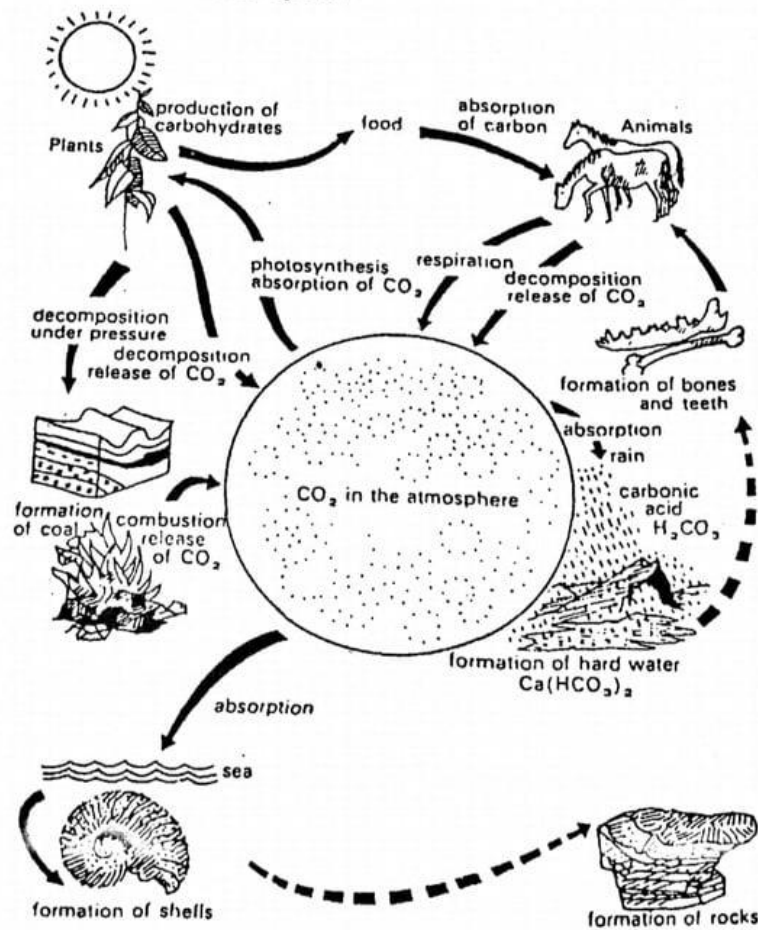 production of
carbohydrates
Plants
food
absorption
of carbon
Animals
photosynthesis
absorption of CO₂
respiration
decomposition
release of CO₂
decomposition
under pressure
decomposition
release of CO₂
formation of bones
and teeth
absorption
rain
carbonic
acid
H₂CO₃
CO₂ in the atmosphere
formation
of coal
combustion
release
of CO₂
formation of hard water
Ca(HCO₃)₂
absorption
sea
formation of shells
formation of rocks